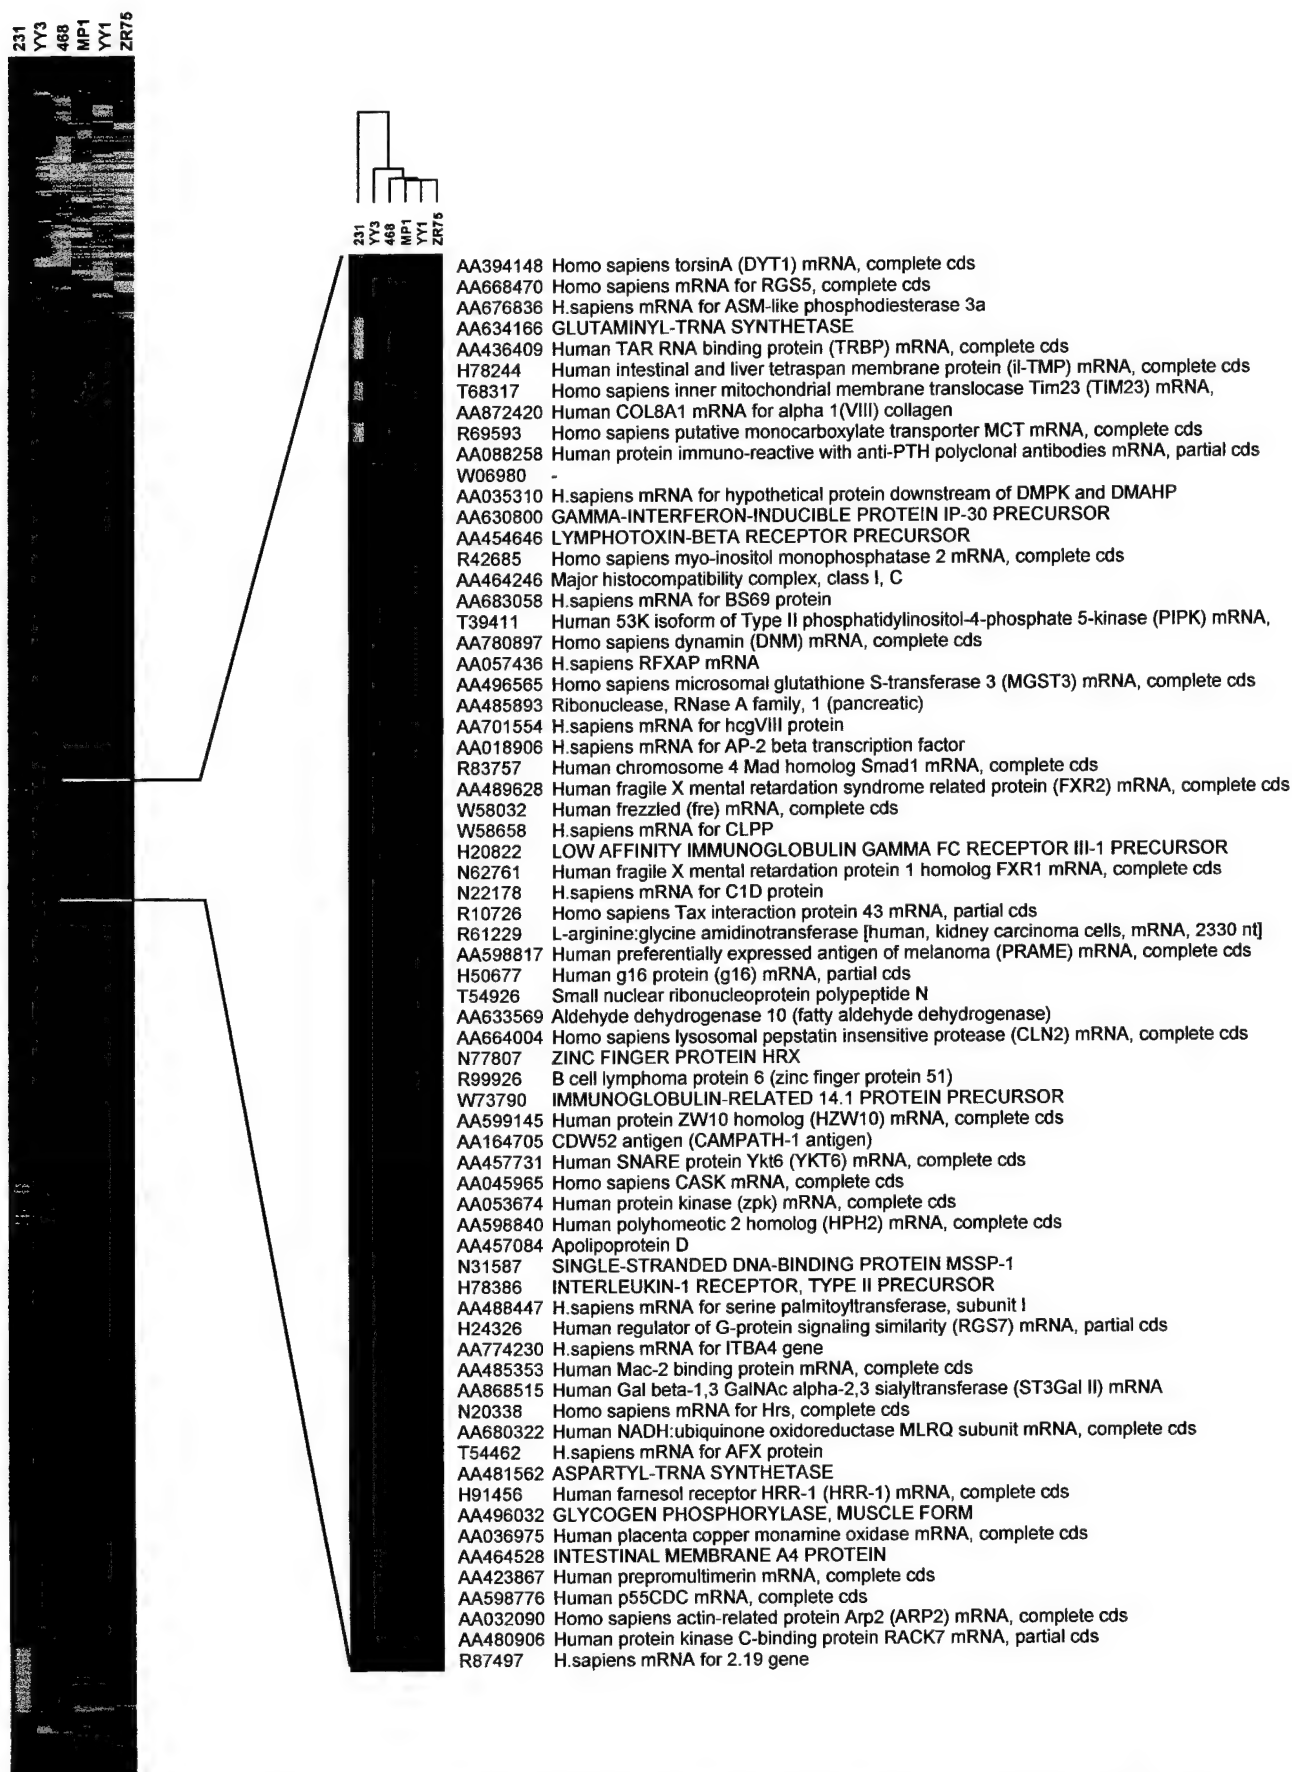 231
YY3
468
MP1
YY1
ZR75
231
YY3
468
MP1
YY1
ZR75
AA394148 Homo sapiens torsinA (DYT1) mRNA, complete cds
AA668470 Homo sapiens mRNA for RGS5, complete cds
AA676836 H.sapiens mRNA for ASM-like phosphodiesterase 3a
AA634166 GLUTAMINYL-TRNA SYNTHETASE
AA436409 Human TAR RNA binding protein (TRBP) mRNA, complete cds
H78244 Human intestinal and liver tetraspan membrane protein (il-TMP) mRNA, complete cds
T68317 Homo sapiens inner mitochondrial membrane translocase Tim23 (TIM23) mRNA,
AA872420 Human COL8A1 mRNA for alpha 1(VIII) collagen
R69593 Homo sapiens putative monocarboxylate transporter MCT mRNA, complete cds
AA088258 Human protein immuno-reactive with anti-PTH polyclonal antibodies mRNA, partial cds
W06980 -
AA035310 H.sapiens mRNA for hypothetical protein downstream of DMPK and DMAHP
AA630800 GAMMA-INTERFERON-INDUCIBLE PROTEIN IP-30 PRECURSOR
AA454646 LYMPHOTOXIN-BETA RECEPTOR PRECURSOR
R42685 Homo sapiens myo-inositol monophosphatase 2 mRNA, complete cds
AA464246 Major histocompatibility complex, class I, C
AA683058 H.sapiens mRNA for BS69 protein
T39411 Human 53K isoform of Type II phosphatidylinositol-4-phosphate 5-kinase (PIPK) mRNA,
AA780897 Homo sapiens dynamin (DNM) mRNA, complete cds
AA057436 H.sapiens RFXAP mRNA
AA496565 Homo sapiens microsomal glutathione S-transferase 3 (MGST3) mRNA, complete cds
AA485893 Ribonuclease, RNase A family, 1 (pancreatic)
AA701554 H.sapiens mRNA for hcgVIII protein
AA018906 H.sapiens mRNA for AP-2 beta transcription factor
R83757 Human chromosome 4 Mad homolog Smad1 mRNA, complete cds
AA489628 Human fragile X mental retardation syndrome related protein (FXR2) mRNA, complete cds
W58032 Human frezzled (fre) mRNA, complete cds
W58658 H.sapiens mRNA for CLPP
H20822 LOW AFFINITY IMMUNOGLOBULIN GAMMA FC RECEPTOR III-1 PRECURSOR
N62761 Human fragile X mental retardation protein 1 homolog FXR1 mRNA, complete cds
N22178 H.sapiens mRNA for C1D protein
R10726 Homo sapiens Tax interaction protein 43 mRNA, partial cds
R61229 L-arginine:glycine amidinotransferase [human, kidney carcinoma cells, mRNA, 2330 nt]
AA598817 Human preferentially expressed antigen of melanoma (PRAME) mRNA, complete cds
H50677 Human g16 protein (g16) mRNA, partial cds
T54926 Small nuclear ribonucleoprotein polypeptide N
AA633569 Aldehyde dehydrogenase 10 (fatty aldehyde dehydrogenase)
AA664004 Homo sapiens lysosomal pepstatin insensitive protease (CLN2) mRNA, complete cds
N77807 ZINC FINGER PROTEIN HRX
R99926 B cell lymphoma protein 6 (zinc finger protein 51)
W73790 IMMUNOGLOBULIN-RELATED 14.1 PROTEIN PRECURSOR
AA599145 Human protein ZW10 homolog (HZW10) mRNA, complete cds
AA164705 CDW52 antigen (CAMPATH-1 antigen)
AA457731 Human SNARE protein Ykt6 (YKT6) mRNA, complete cds
AA045965 Homo sapiens CASK mRNA, complete cds
AA053674 Human protein kinase (zpk) mRNA, complete cds
AA598840 Human polyhomeotic 2 homolog (HPH2) mRNA, complete cds
AA457084 Apolipoprotein D
N31587 SINGLE-STRANDED DNA-BINDING PROTEIN MSSP-1
H78386 INTERLEUKIN-1 RECEPTOR, TYPE II PRECURSOR
AA488447 H.sapiens mRNA for serine palmitoyltransferase, subunit I
H24326 Human regulator of G-protein signaling similarity (RGS7) mRNA, partial cds
AA774230 H.sapiens mRNA for ITBA4 gene
AA485353 Human Mac-2 binding protein mRNA, complete cds
AA868515 Human Gal beta-1,3 GalNAc alpha-2,3 sialyltransferase (ST3Gal II) mRNA
N20338 Homo sapiens mRNA for Hrs, complete cds
AA680322 Human NADH:ubiquinone oxidoreductase MLRQ subunit mRNA, complete cds
T54462 H.sapiens mRNA for AFX protein
AA481562 ASPARTYL-TRNA SYNTHETASE
H91456 Human farnesol receptor HRR-1 (HRR-1) mRNA, complete cds
AA496032 GLYCOGEN PHOSPHORYLASE, MUSCLE FORM
AA036975 Human placenta copper monamine oxidase mRNA, complete cds
AA464528 INTESTINAL MEMBRANE A4 PROTEIN
AA423867 Human prepromultimerin mRNA, complete cds
AA598776 Human p55CDC mRNA, complete cds
AA032090 Homo sapiens actin-related protein Arp2 (ARP2) mRNA, complete cds
AA480906 Human protein kinase C-binding protein RACK7 mRNA, partial cds
R87497 H.sapiens mRNA for 2.19 gene